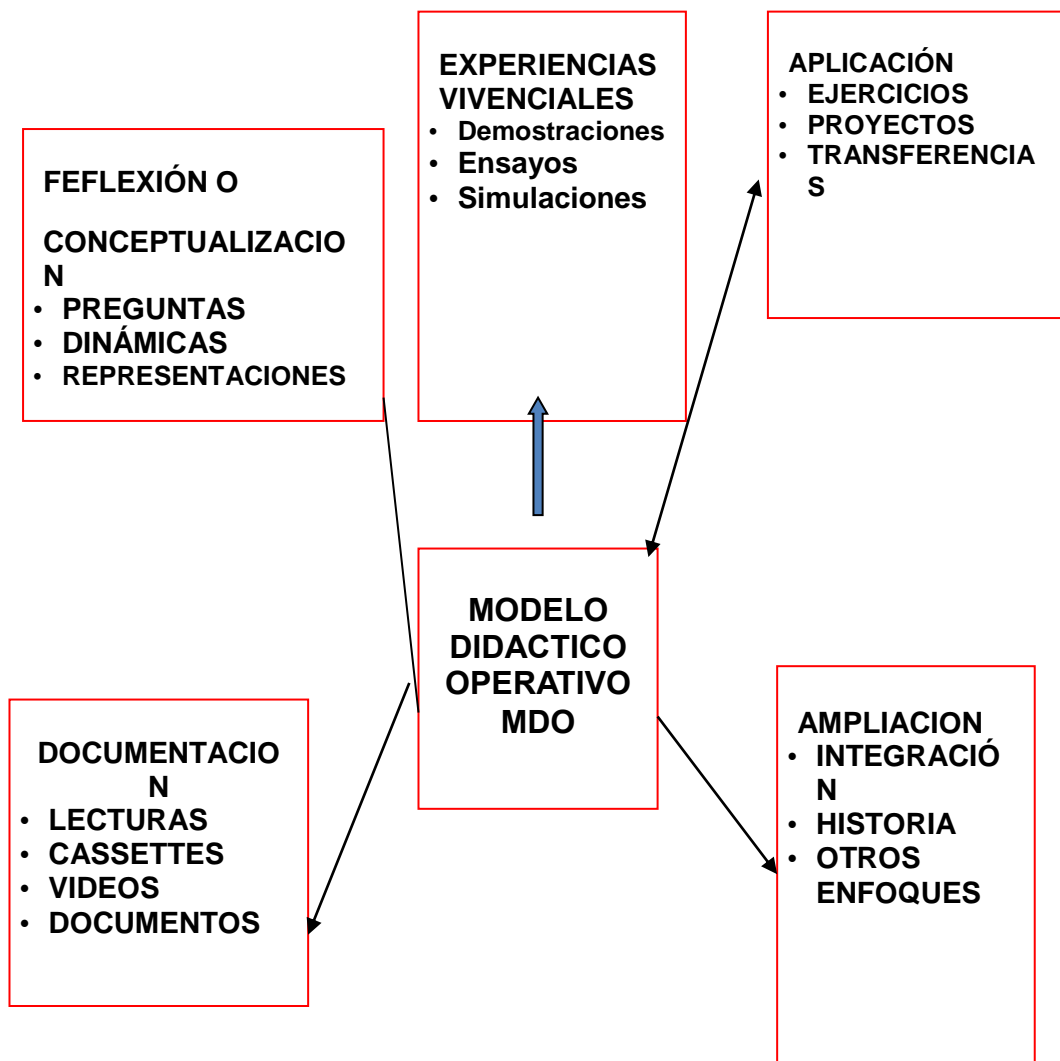 FEFLEXIÓN O
CONCEPTUALIZACIO
N
• PREGUNTAS
• DINÁMICAS
• REPRESENTACIONES
EXPERIENCIAS
VIVENCIALES
• Demostraciones
• Ensayos
• Simulaciones
APLICACIÓN
• EJERCICIOS
• PROYECTOS
• TRANSFERENCIA
S
MODELO
DIDACTICO
OPERATIVO
MDO
DOCUMENTACIO
N
• LECTURAS
• CASSETTES
• VIDEOS
• DOCUMENTOS
AMPLIACION
• INTEGRACIÓ
N
• HISTORIA
• OTROS
ENFOQUES